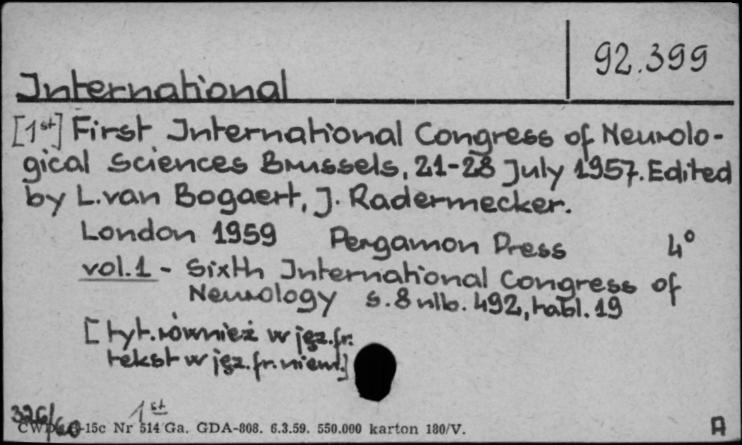 92.399
International
[1st] First International Congress of Neurolo-
gical Sciences Brussels, 21-28 July 1957. Edited
by L. van Bogaert, J. Radermecker.
London 1959 Pergamon Press 4°
vol. 1 - Sixth International Congress of
Neurology s. 8 nlb. 492, tabl. 19
[tyt. również w jęz. fr.
tekst w jęz. fr. niem.]
326/60 1st
-15c Nr 514 Ga. GDA-808. 6.3.59. 550.000 karton 180/V. A